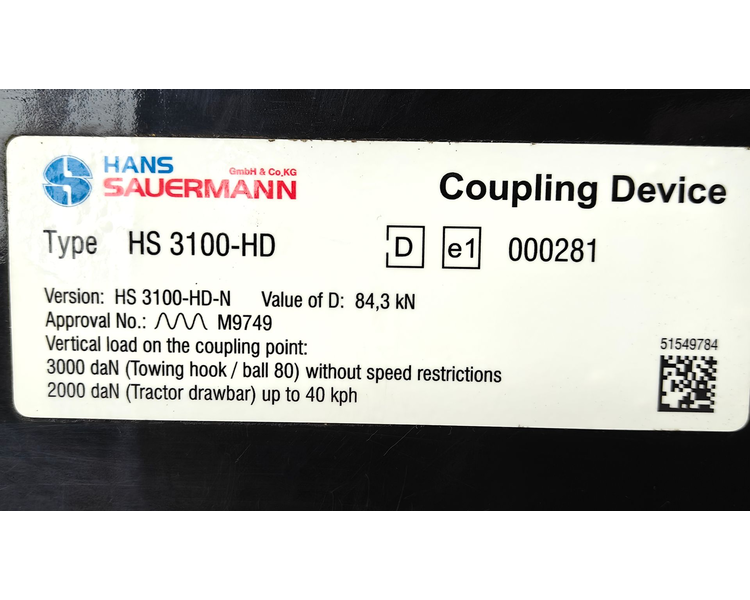 HANS
GmbH & Co.KG
SAUERMANN
Coupling Device
Type HS 3100-HD D e1 000281
Version: HS 3100-HD-N Value of D: 84,3 kN
Approval No.: M9749
Vertical load on the coupling point:
51549784
3000 daN (Towing hook / ball 80) without speed restrictions
2000 daN (Tractor drawbar) up to 40 kph